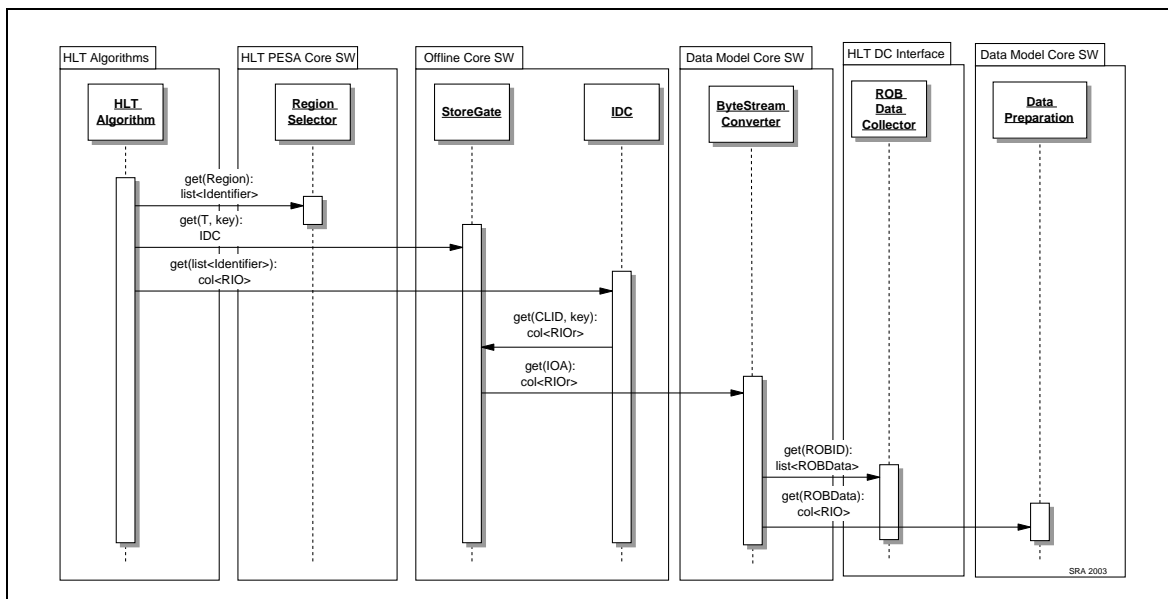 HLT Algorithms
HLT PESA Core SW
Offline Core SW
Data Model Core SW
HLT DC Interface
Data Model Core SW
HLT
Algorithm
Region
Selector
StoreGate
IDC
ByteStream
Converter
ROB
Data
Collector
Data
Preparation
get(Region):
list<Identifier>
get(T, key):
IDC
get(list<Identifier>):
col<RIO>
get(CLID, key):
col<RIOr>
get(IOA):
col<RIOr>
get(ROBID):
list<ROBData>
get(ROBData):
col<RIO>
SRA 2003